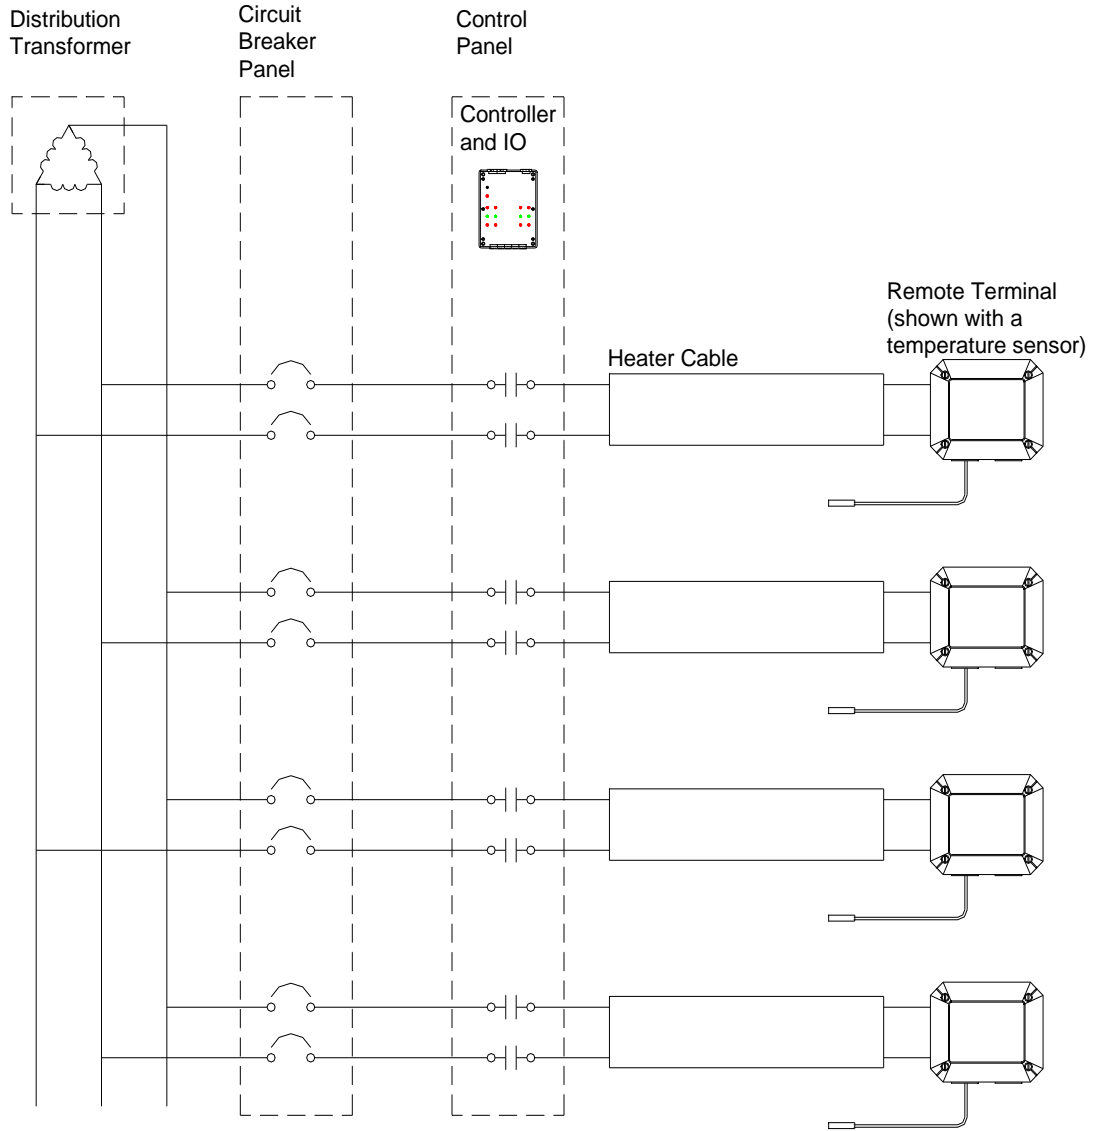 Distribution
Transformer
Circuit
Breaker
Panel
Control
Panel
Controller
and IO
Remote Terminal
(shown with a
temperature sensor)
Heater Cable